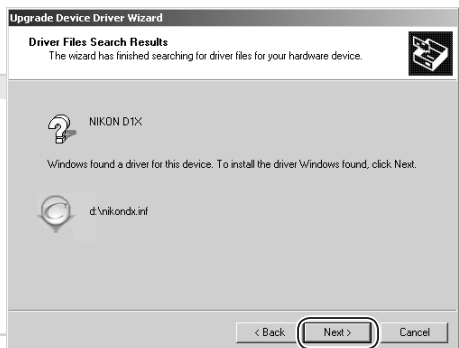 Upgrade Device Driver Wizard
Driver Files Search Results
The wizard has finished searching for driver files for your hardware device.
NIKON D1X
Windows found a driver for this device. To install the driver Windows found, click Next.
d:\nikondx.inf
< Back Next > Cancel